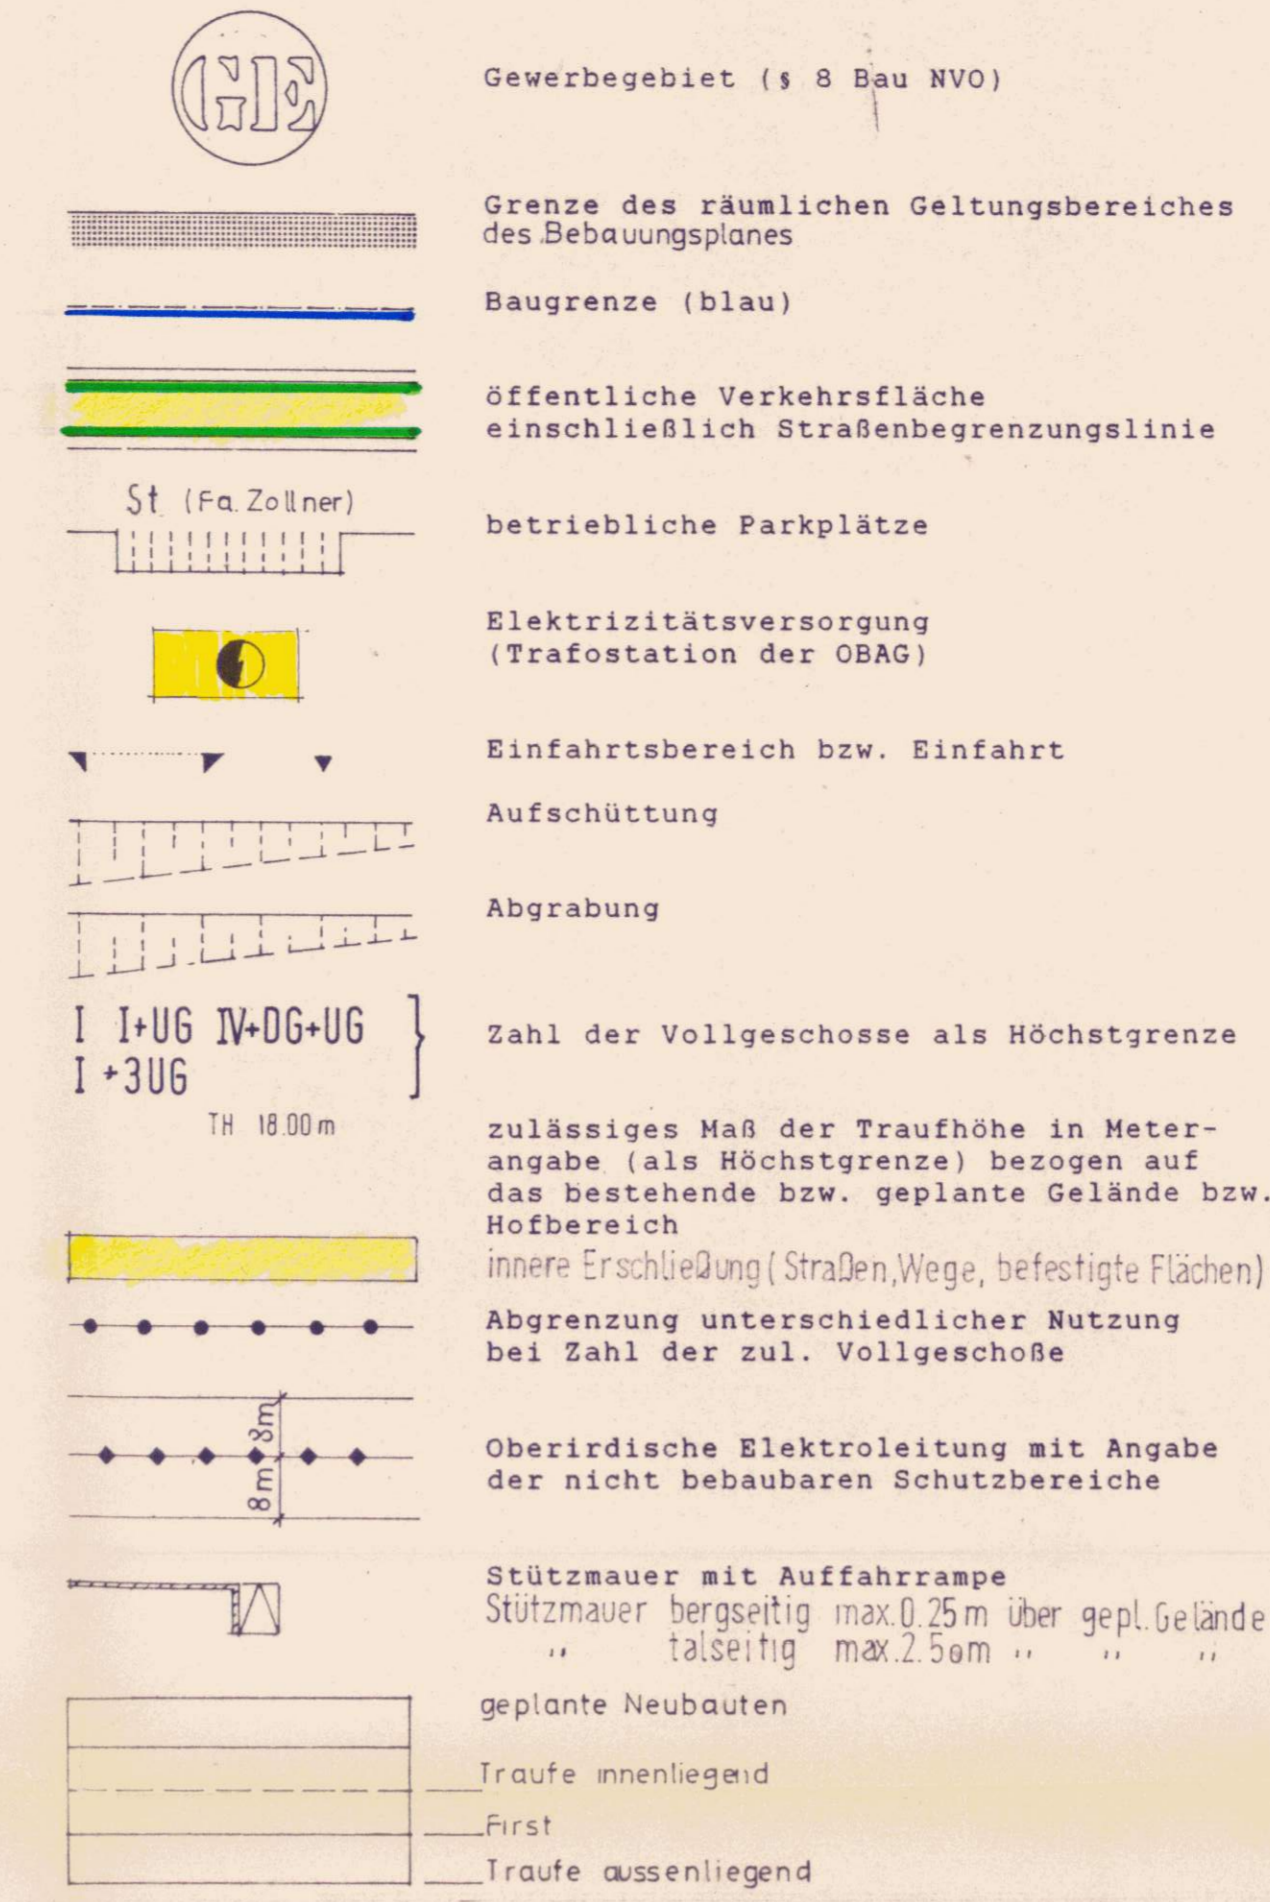 GE
Gewerbegebiet (§ 8 Bau NVO)
Grenze des räumlichen Geltungsbereiches
des Bebauungsplanes
Baugrenze (blau)
öffentliche Verkehrsfläche
einschließlich Straßenbegrenzungslinie
St (Fa. Zollner)
betriebliche Parkplätze
Elektrizitätsversorgung
(Trafostation der OBAG)
Einfahrtsbereich bzw. Einfahrt
Aufschüttung
Abgrabung
I I+UG IV+DG+UG }
I +3UG
Zahl der Vollgeschosse als Höchstgrenze
TH 18.00 m
zulässiges Maß der Traufhöhe in Meter-
angabe (als Höchstgrenze) bezogen auf
das bestehende bzw. geplante Gelände bzw.
Hofbereich
innere Erschließung (Straßen, Wege, befestigte Flächen)
Abgrenzung unterschiedlicher Nutzung
bei Zahl der zul. Vollgeschoße
8m 8m
Oberirdische Elektroleitung mit Angabe
der nicht bebaubaren Schutzbereiche
Stützmauer mit Auffahrrampe
Stützmauer bergseitig max. 0.25 m über gepl. Gelände
" talseitig max. 2.50m " " "
geplante Neubauten
Traufe innenliegend
First
Traufe aussenliegend